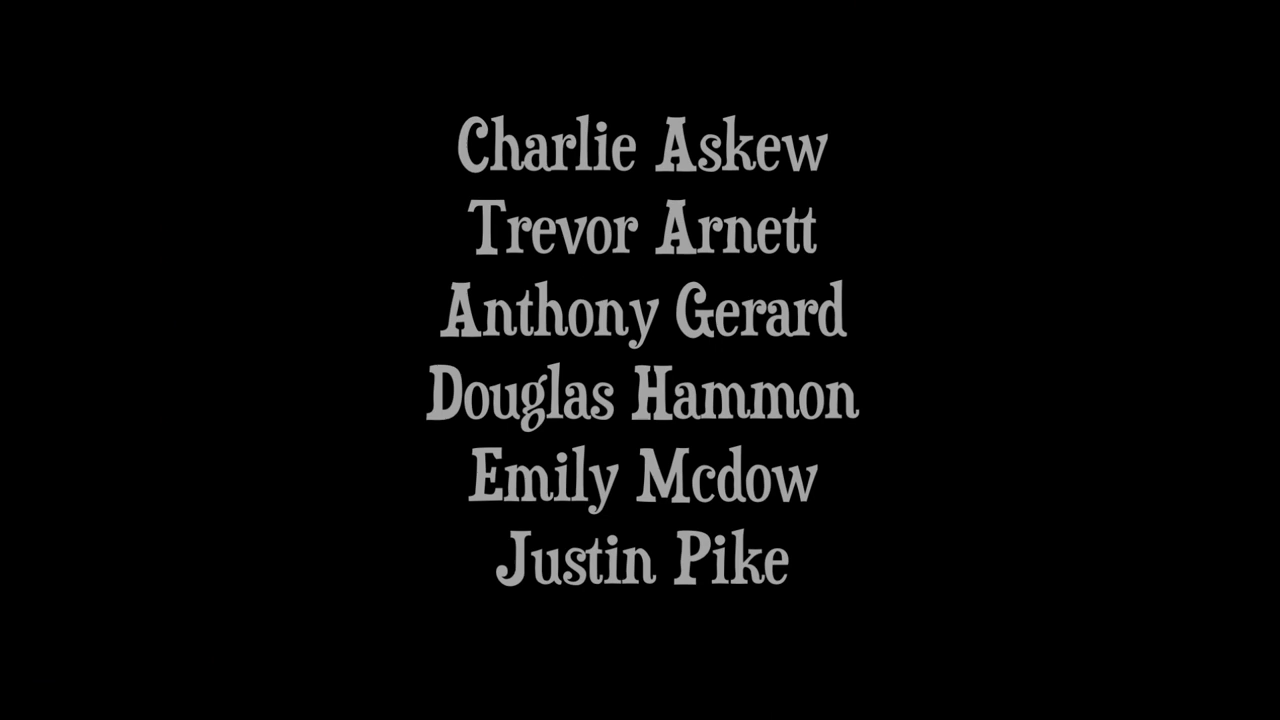 Charlie Askew
Trevor Arnett
Anthony Gerard
Douglas Hammon
Emily Mcdow
Justin Pike